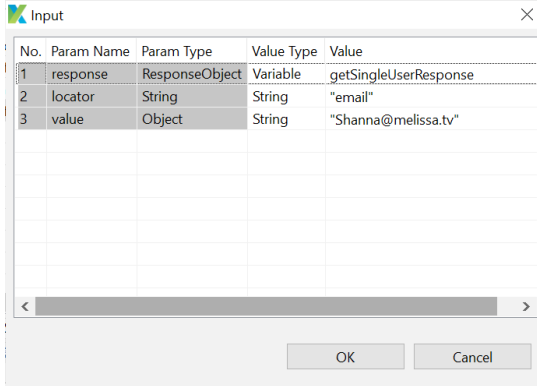 Input
No. Param Name Param Type Value Type Value
1 response ResponseObject Variable getSingleUserResponse
2 locator String String "email"
3 value Object String "Shanna@melissa.tv"
OK Cancel